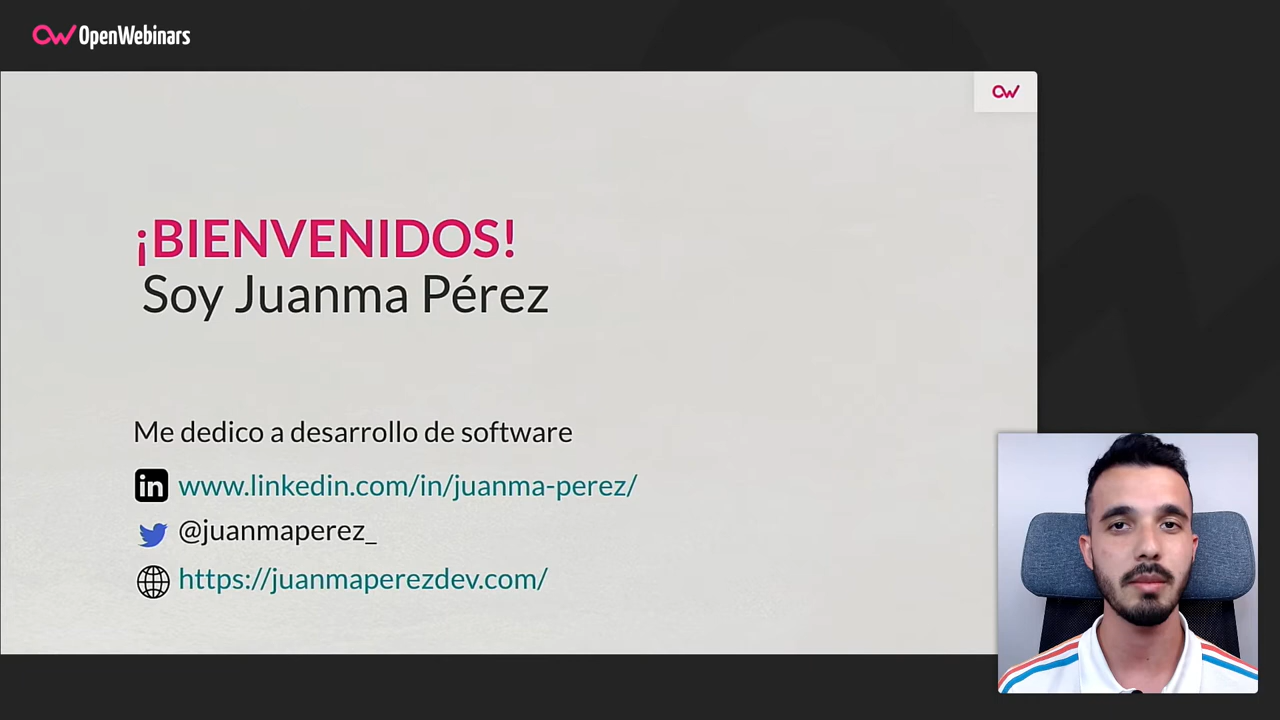 OpenWebinars
¡BIENVENIDOS!
Soy Juanma Pérez
Me dedico a desarrollo de software
in www.linkedin.com/in/juanma-perez/
@juanmaperez_
https://juanmaperezdev.com/